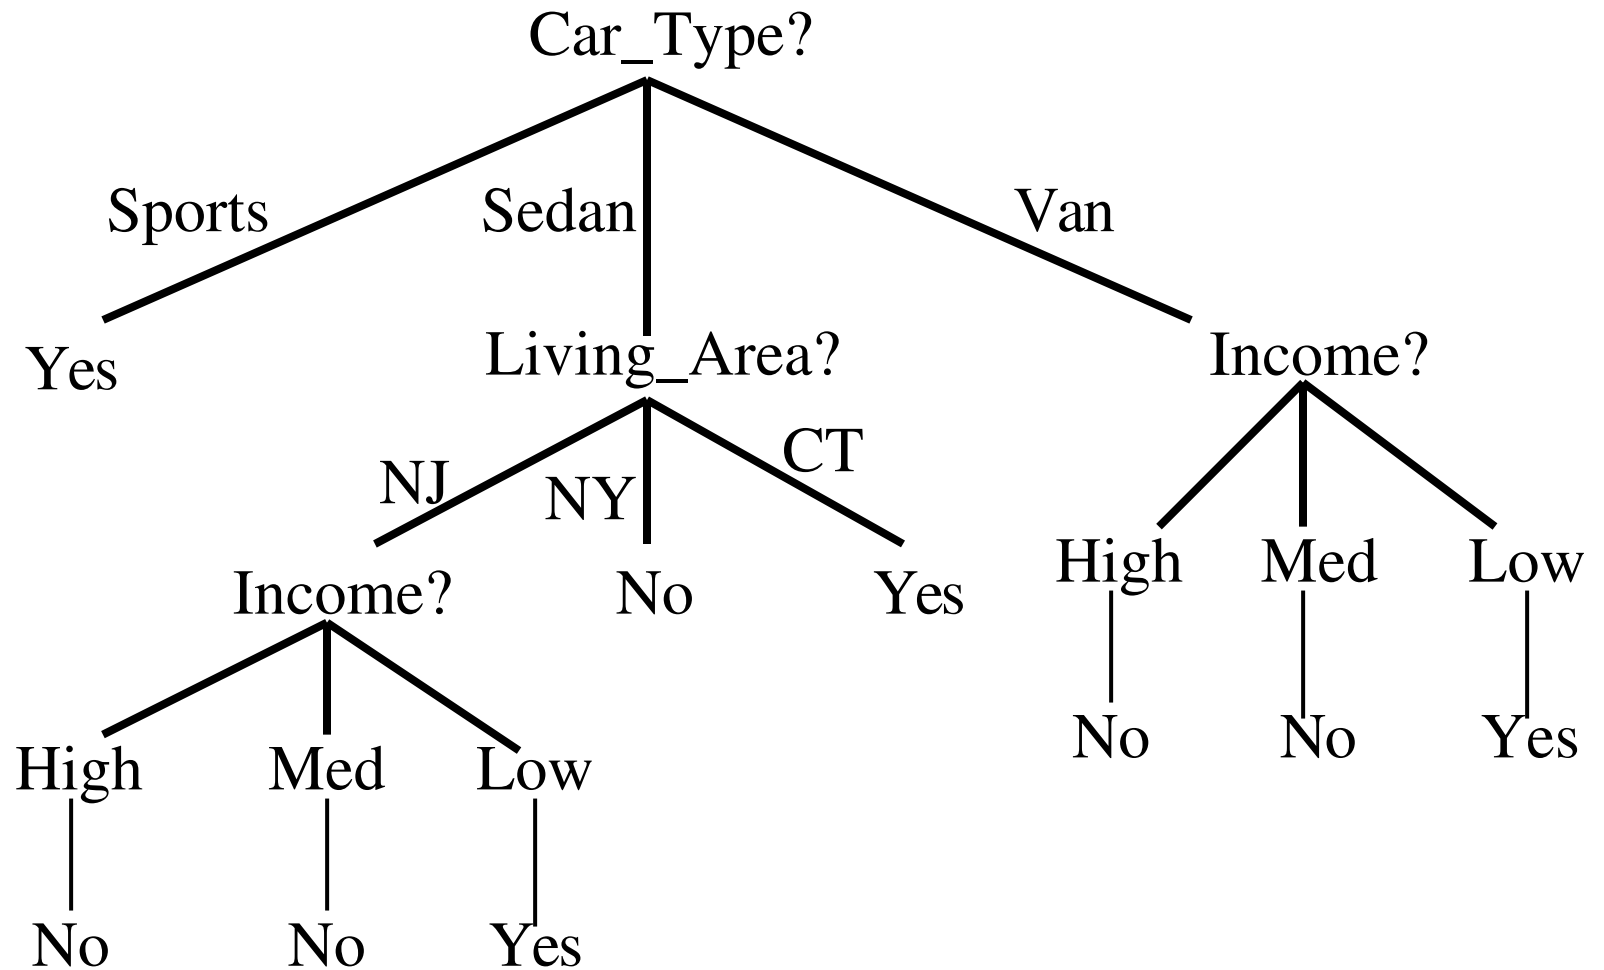 Car_Type?
Sports Sedan Van
Yes Living_Area? Income?
NJ NY CT
High Med Low
Income? No Yes
No No Yes
High Med Low
No No Yes